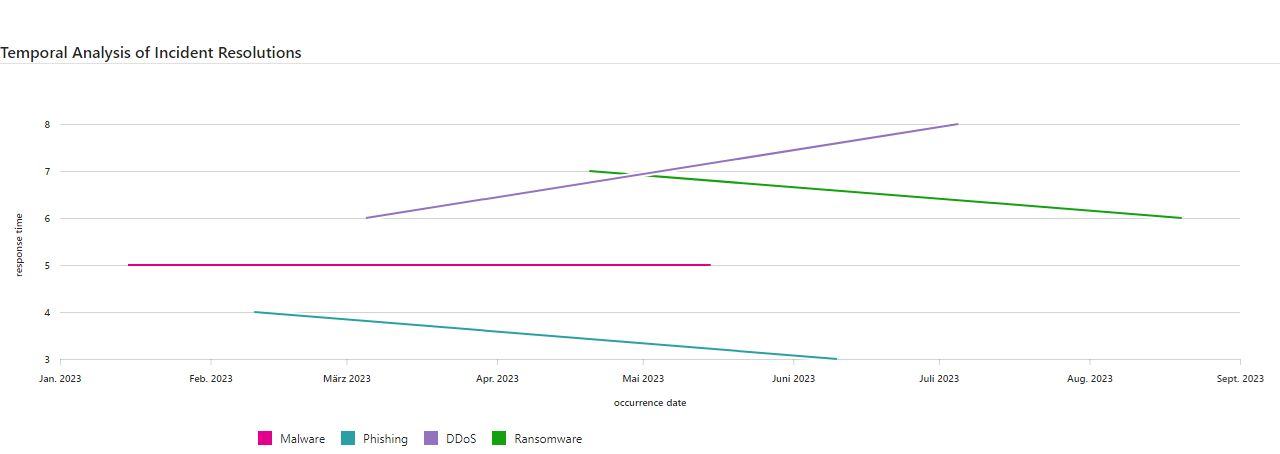 Temporal Analysis of Incident Resolutions
8
7
6
5
4
3
response time
Jan. 2023 Feb. 2023 März 2023 Apr. 2023 Mai 2023 Juni 2023 Juli 2023 Aug. 2023 Sept. 2023
occurrence date
Malware Phishing DDoS Ransomware